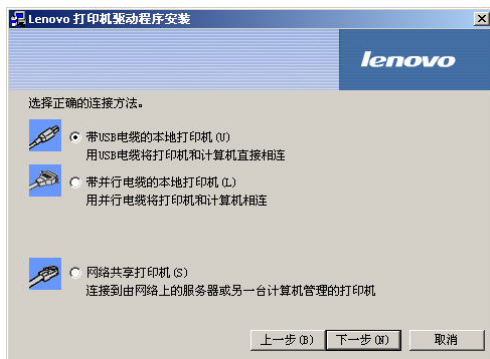 Lenovo 打印机驱动程序安装
lenovo
选择正确的连接方法。
带USB电缆的本地打印机(U)
用USB电缆将打印机和计算机直接相连
带并行电缆的本地打印机(L)
用并行电缆将打印机和计算机相连
网络共享打印机(S)
连接到由网络上的服务器或另一台计算机管理的打印机
上一步(B) 下一步(N) 取消